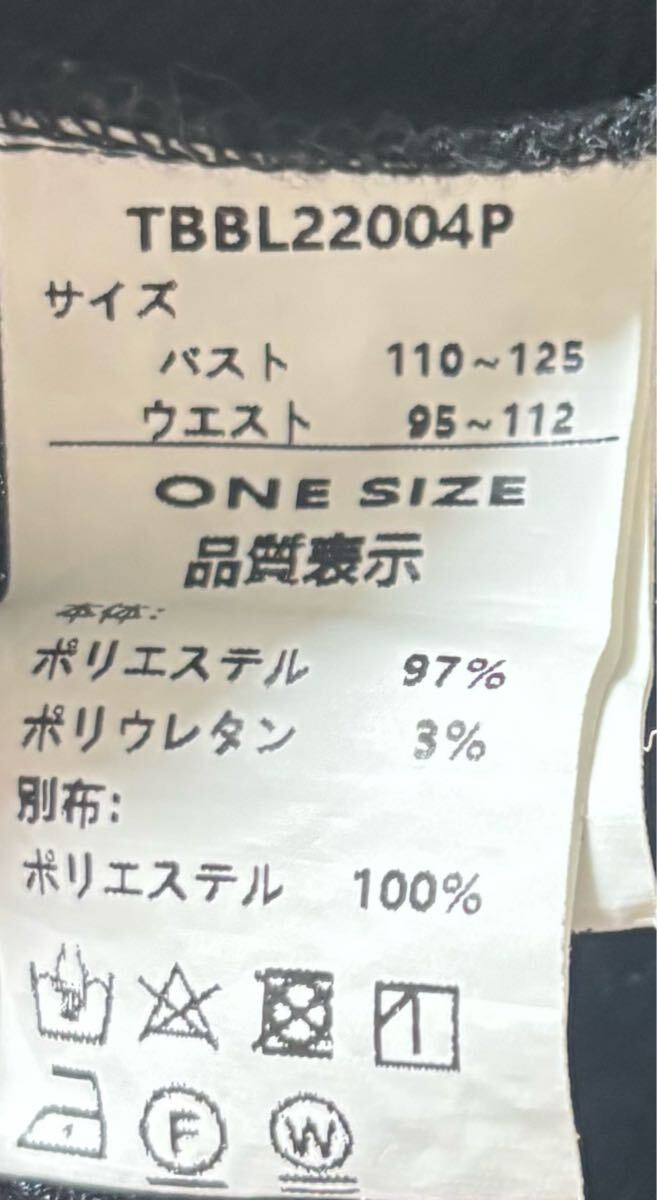 TBBL22004P
サイズ
バスト 110~125
ウエスト 95~112
ONE SIZE
品質表示
本体:
ポリエステル 97%
ポリウレタン 3%
別布:
ポリエステル 100%
F W